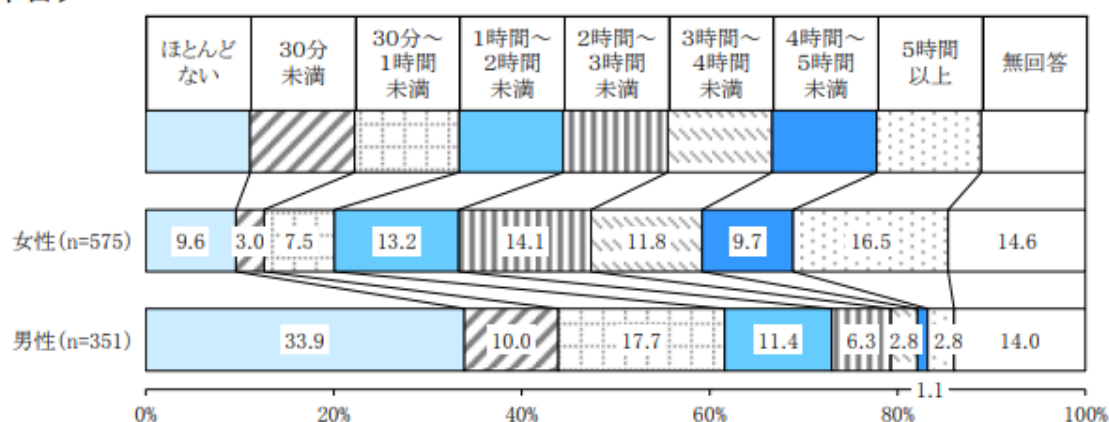 ほとんど
ない
30分
未満
30分～
1時間
未満
1時間～
2時間
未満
2時間～
3時間
未満
3時間～
4時間
未満
4時間～
5時間
未満
5時間
以上
無回答
女性(n=575)
9.6
3.0
7.5
13.2
14.1
11.8
9.7
16.5
14.6
男性(n=351)
33.9
10.0
17.7
11.4
6.3
2.8
2.8
14.0
1.1
0%
20%
40%
60%
80%
100%